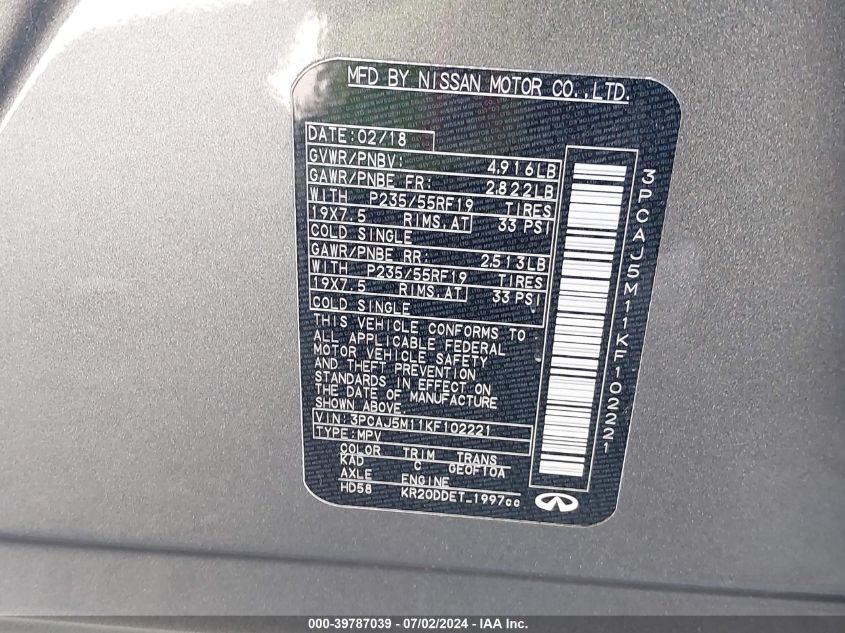 MFD BY NISSAN MOTOR CO.,LTD.
DATE:02/18
GVWR/PNBV: 4,916LB
GAWR/PNBE FR: 2,822LB
WITH P235/55RF19 TIRES
19X7.5 RIMS,AT 33 PSI
COLD SINGLE
GAWR/PNBE RR: 2,513LB
WITH P235/55RF19 TIRES
19X7.5 RIMS,AT 33 PSI
COLD SINGLE
THIS VEHICLE CONFORMS TO
ALL APPLICABLE FEDERAL
MOTOR VEHICLE SAFETY
AND THEFT PREVENTION
STANDARDS IN EFFECT ON
THE DATE OF MANUFACTURE
SHOWN ABOVE.
VIN:3PCAJ5M11KF102221
TYPE:MPV
COLOR TRIM TRANS
KAD C GE0F10A
AXLE ENGINE
HD58 KR20DDET 1997cc
3PCAJ5M11KF102221
000-39787039 - 07/02/2024 - IAA Inc.